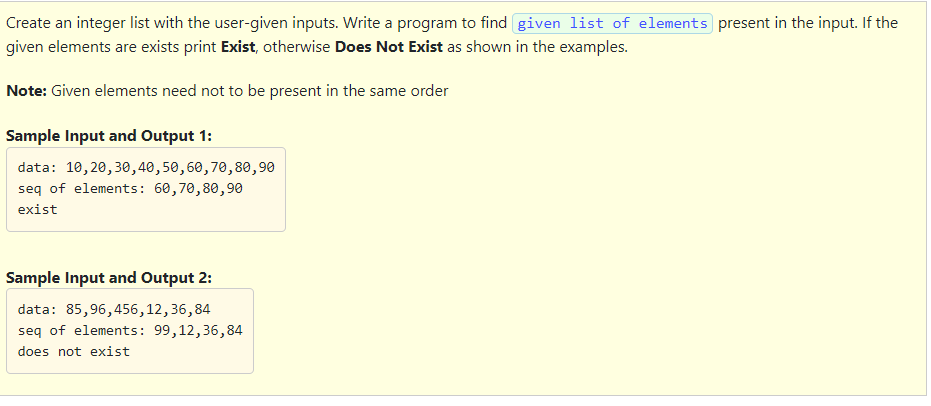 Create an integer list with the user-given inputs. Write a program to find given list of elements present in the input. If the
given elements are exists print Exist, otherwise Does Not Exist as shown in the examples.
Note: Given elements need not to be present in the same order
Sample Input and Output 1:
data: 10,20,30,40,50,60,70,80,90
seq of elements: 60,70,80,90
exist
Sample Input and Output 2:
data: 85,96,456,12,36,84
seq of elements: 99,12,36,84
does not exist